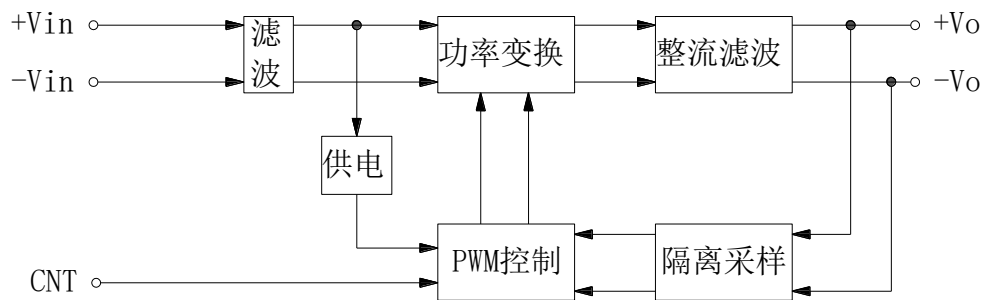 +Vin
滤波
功率变换
整流滤波
+Vo
-Vin
-Vo
供电
PWM控制
隔离采样
CNT